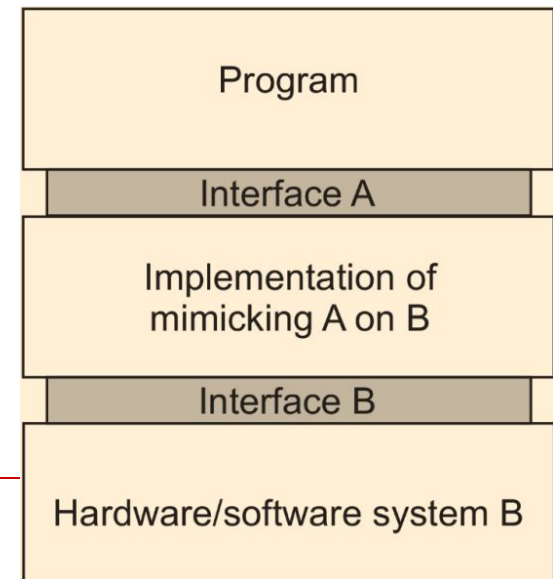 Program
Interface A
Implementation of
mimicking A on B
Interface B
Hardware/software system B